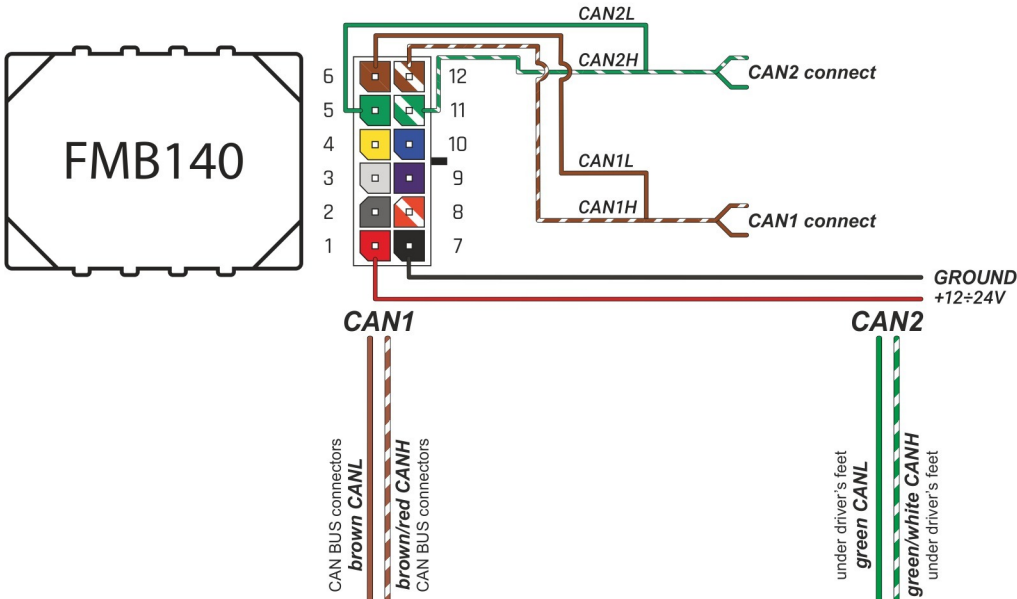 CAN2L
FMB140
6
12
CAN2H
CAN2 connect
5
11
4
10
3
9
CAN1L
2
8
CAN1H
CAN1 connect
1
7
GROUND
+12÷24V
CAN1
CAN2
CAN BUS connectors
brown CANL
brown/red CANH
CAN BUS connectors
under driver's feet
green CANL
green/white CANH
under driver's feet